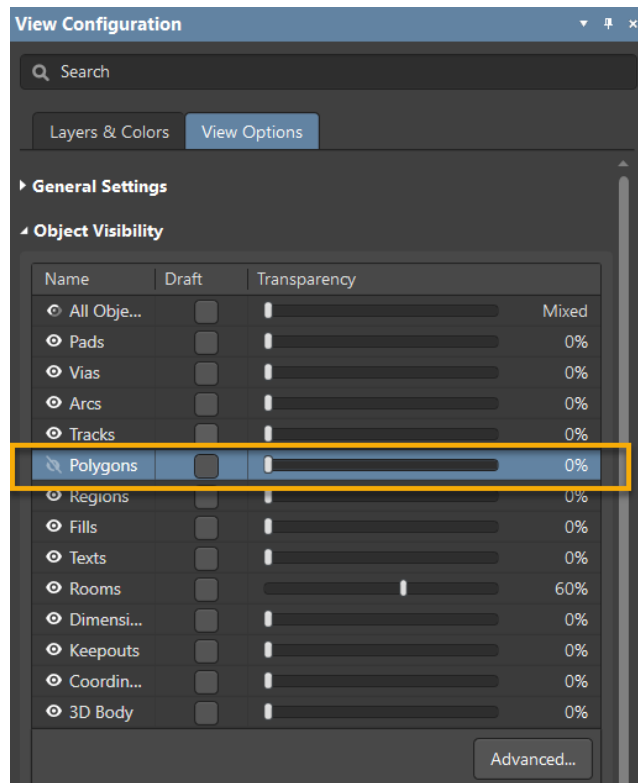 View Configuration
Search
Layers & Colors View Options
General Settings
Object Visibility
Name Draft Transparency
All Obje... Mixed
Pads 0%
Vias 0%
Arcs 0%
Tracks 0%
Polygons 0%
Regions 0%
Fills 0%
Texts 0%
Rooms 60%
Dimensi... 0%
Keepouts 0%
Coordin... 0%
3D Body 0%
Advanced...